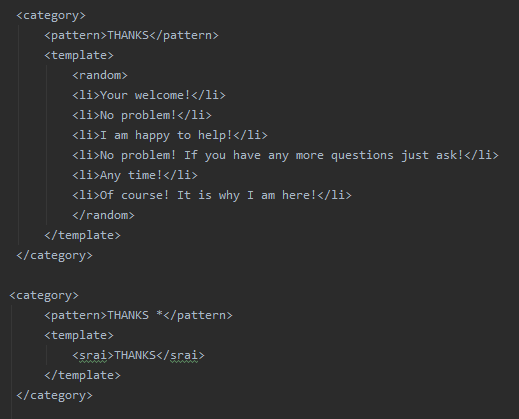 <category>
<pattern>THANKS</pattern>
<template>
<random>
<li>Your welcome!</li>
<li>No problem!</li>
<li>I am happy to help!</li>
<li>No problem! If you have any more questions just ask!</li>
<li>Any time!</li>
<li>Of course! It is why I am here!</li>
</random>
</template>
</category>
<category>
<pattern>THANKS *</pattern>
<template>
<srai>THANKS</srai>
</template>
</category>